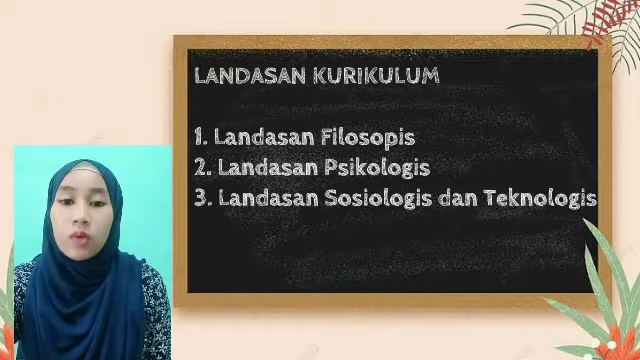 LANDASAN KURIKULUM
1. Landasan Filosopis
2. Landasan Psikologis
3. Landasan Sosiologis dan Teknologis